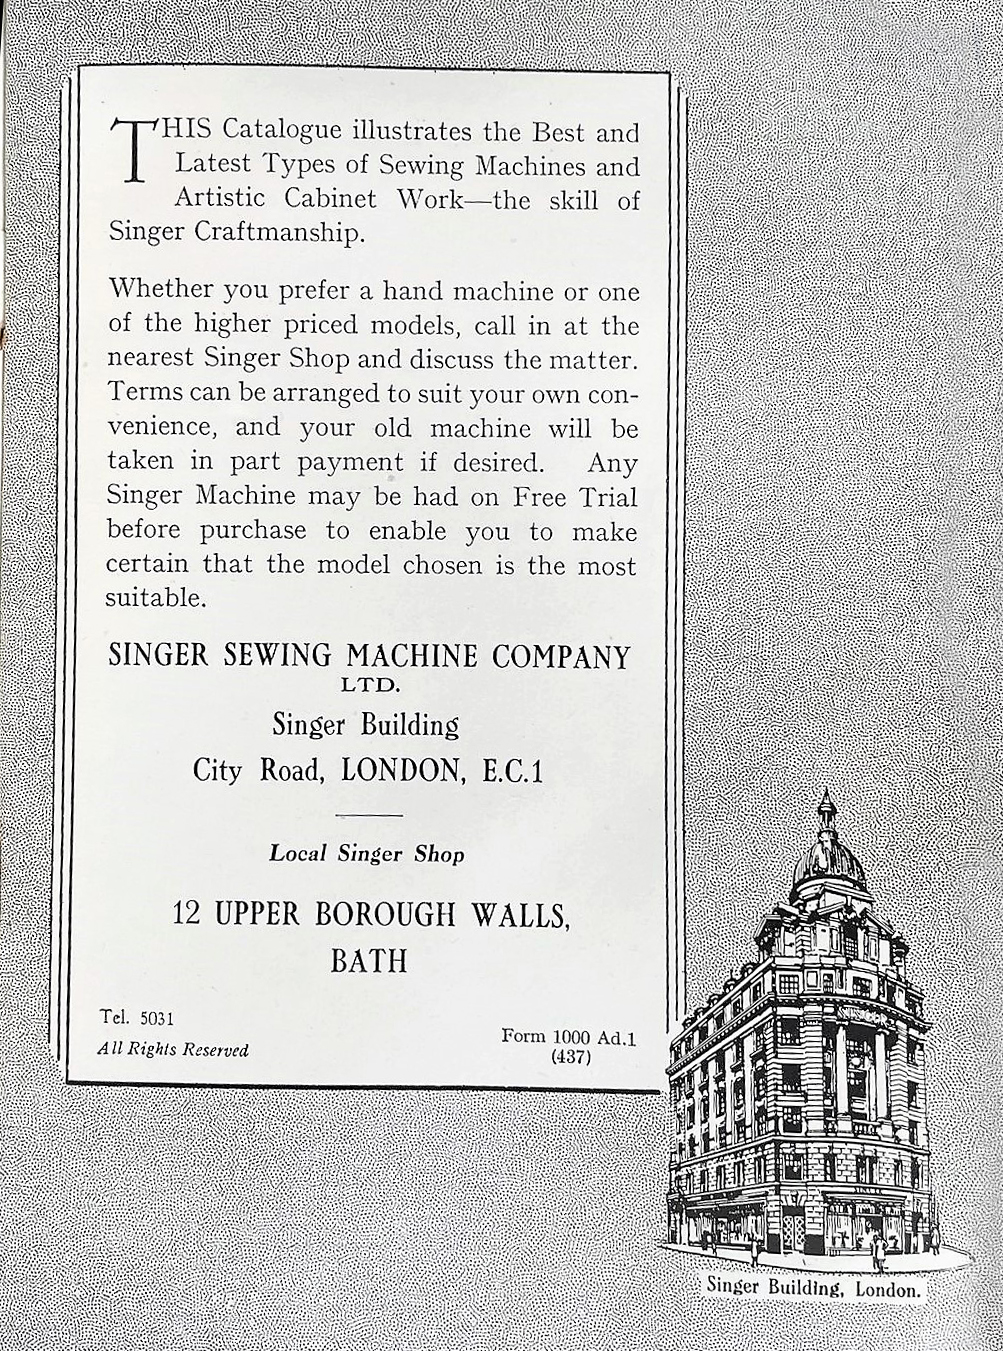 THIS Catalogue illustrates the Best and
Latest Types of Sewing Machines and
Artistic Cabinet Work—the skill of
Singer Craftmanship.
Whether you prefer a hand machine or one
of the higher priced models, call in at the
nearest Singer Shop and discuss the matter.
Terms can be arranged to suit your own con-
venience, and your old machine will be
taken in part payment if desired. Any
Singer Machine may be had on Free Trial
before purchase to enable you to make
certain that the model chosen is the most
suitable.
SINGER SEWING MACHINE COMPANY
LTD.
Singer Building
City Road, LONDON, E.C.1
Local Singer Shop
12 UPPER BOROUGH WALLS,
BATH
Tel. 5031
All Rights Reserved
Form 1000 Ad.1
(437)
SINGER
Singer Building, London.